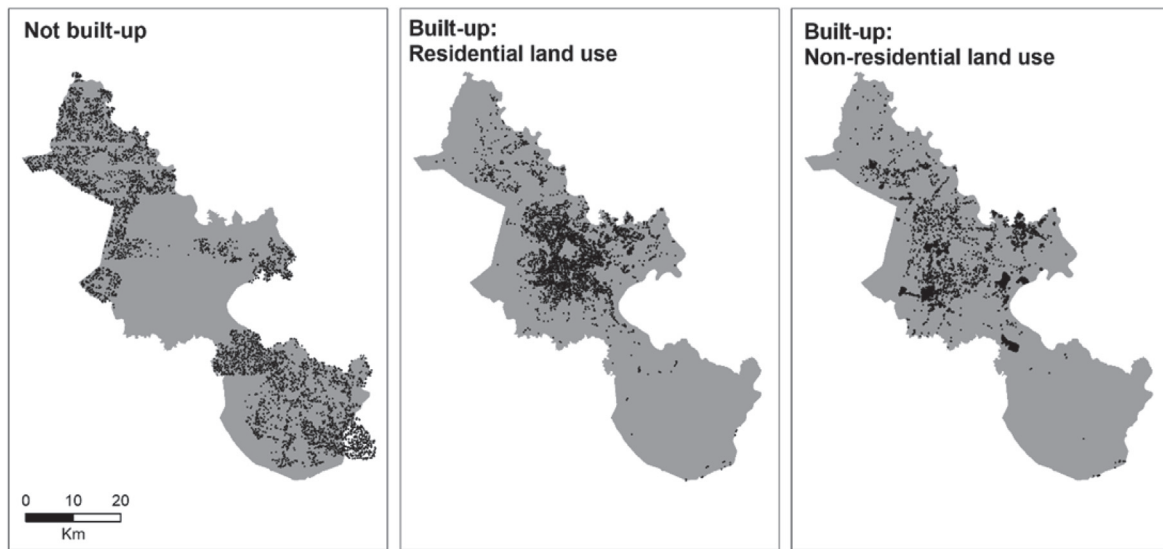 Not built-up
Built-up:
Residential land use
Built-up:
Non-residential land use
0 10 20
Km